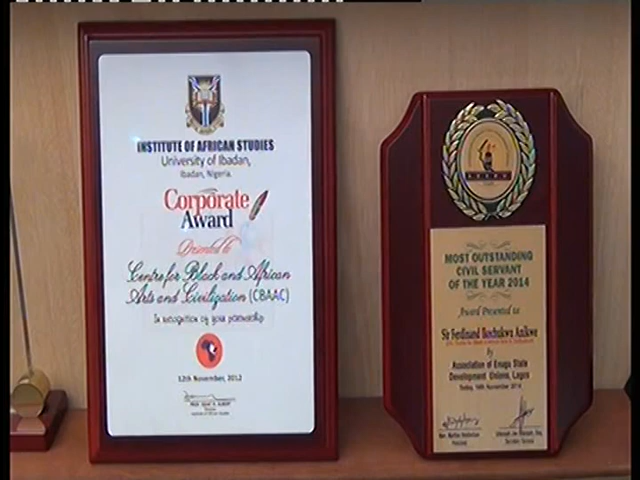 INSTITUTE OF AFRICAN STUDIES
University of Ibadan,
Ibadan, Nigeria.
Corporate
Award
Presented to
Centre for Black and African
Arts and Civilization (CBAAC)
In recognition of your partnership
12th November, 2012
MOST OUTSTANDING
CIVIL SERVANT
OF THE YEAR 2014
Award Presented to
Sir Ferdinand Ikechukwu Anikwe
by
Association of Enugu State
Development Unions, Lagos